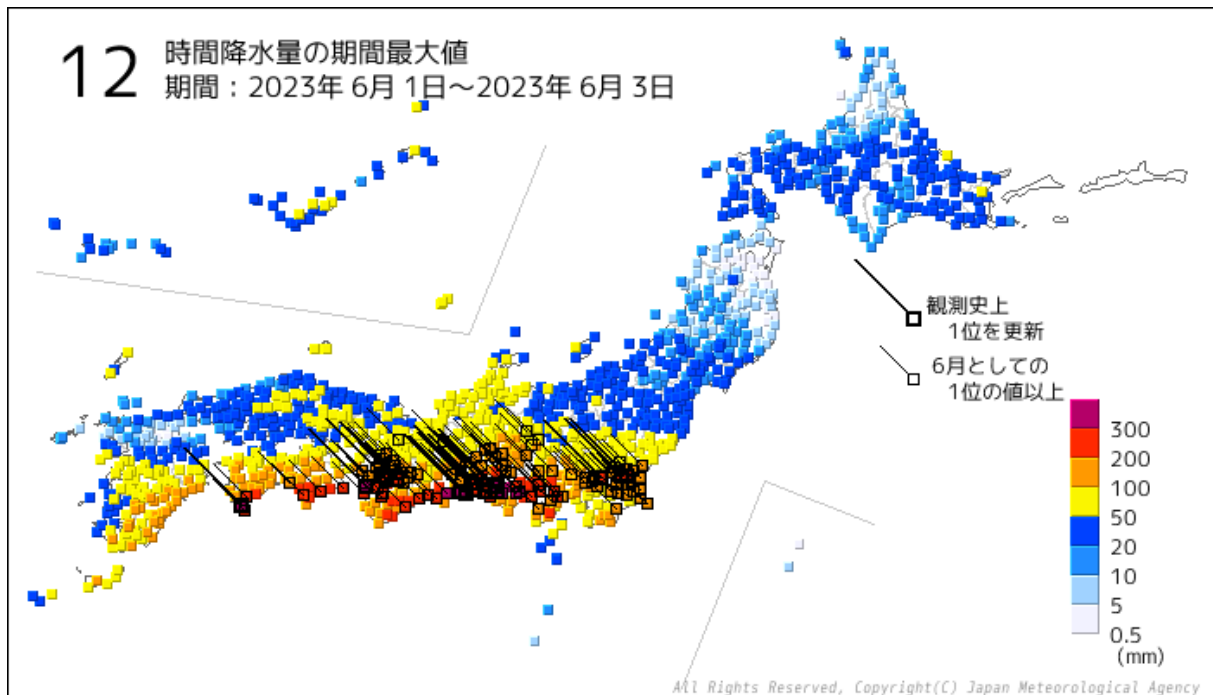 12
時間降水量の期間最大値
期間：2023年 6月 1日～2023年 6月 3日
観測史上
1位を更新
6月としての
1位の値以上
300
200
100
50
20
10
5
0.5
(mm)
All Rights Reserved, Copyright(C) Japan Meteorological Agency